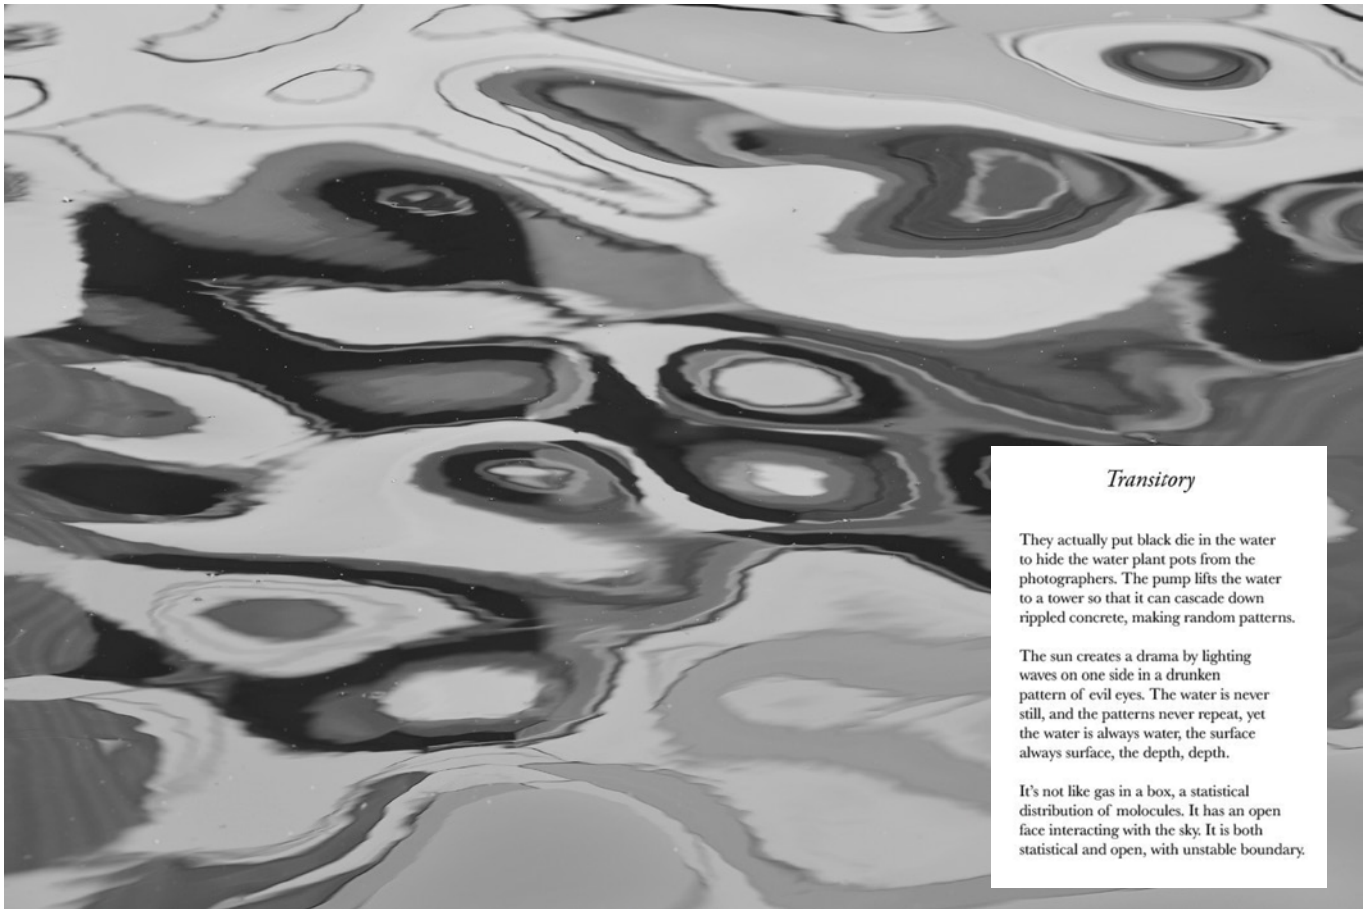 Transitory
They actually put black die in the water
to hide the water plant pots from the
photographers. The pump lifts the water
to a tower so that it can cascade down
rippled concrete, making random patterns.
The sun creates a drama by lighting
waves on one side in a drunken
pattern of evil eyes. The water is never
still, and the patterns never repeat, yet
the water is always water, the surface
always surface, the depth, depth.
It's not like gas in a box, a statistical
distribution of molocules. It has an open
face interacting with the sky. It is both
statistical and open, with unstable boundary.